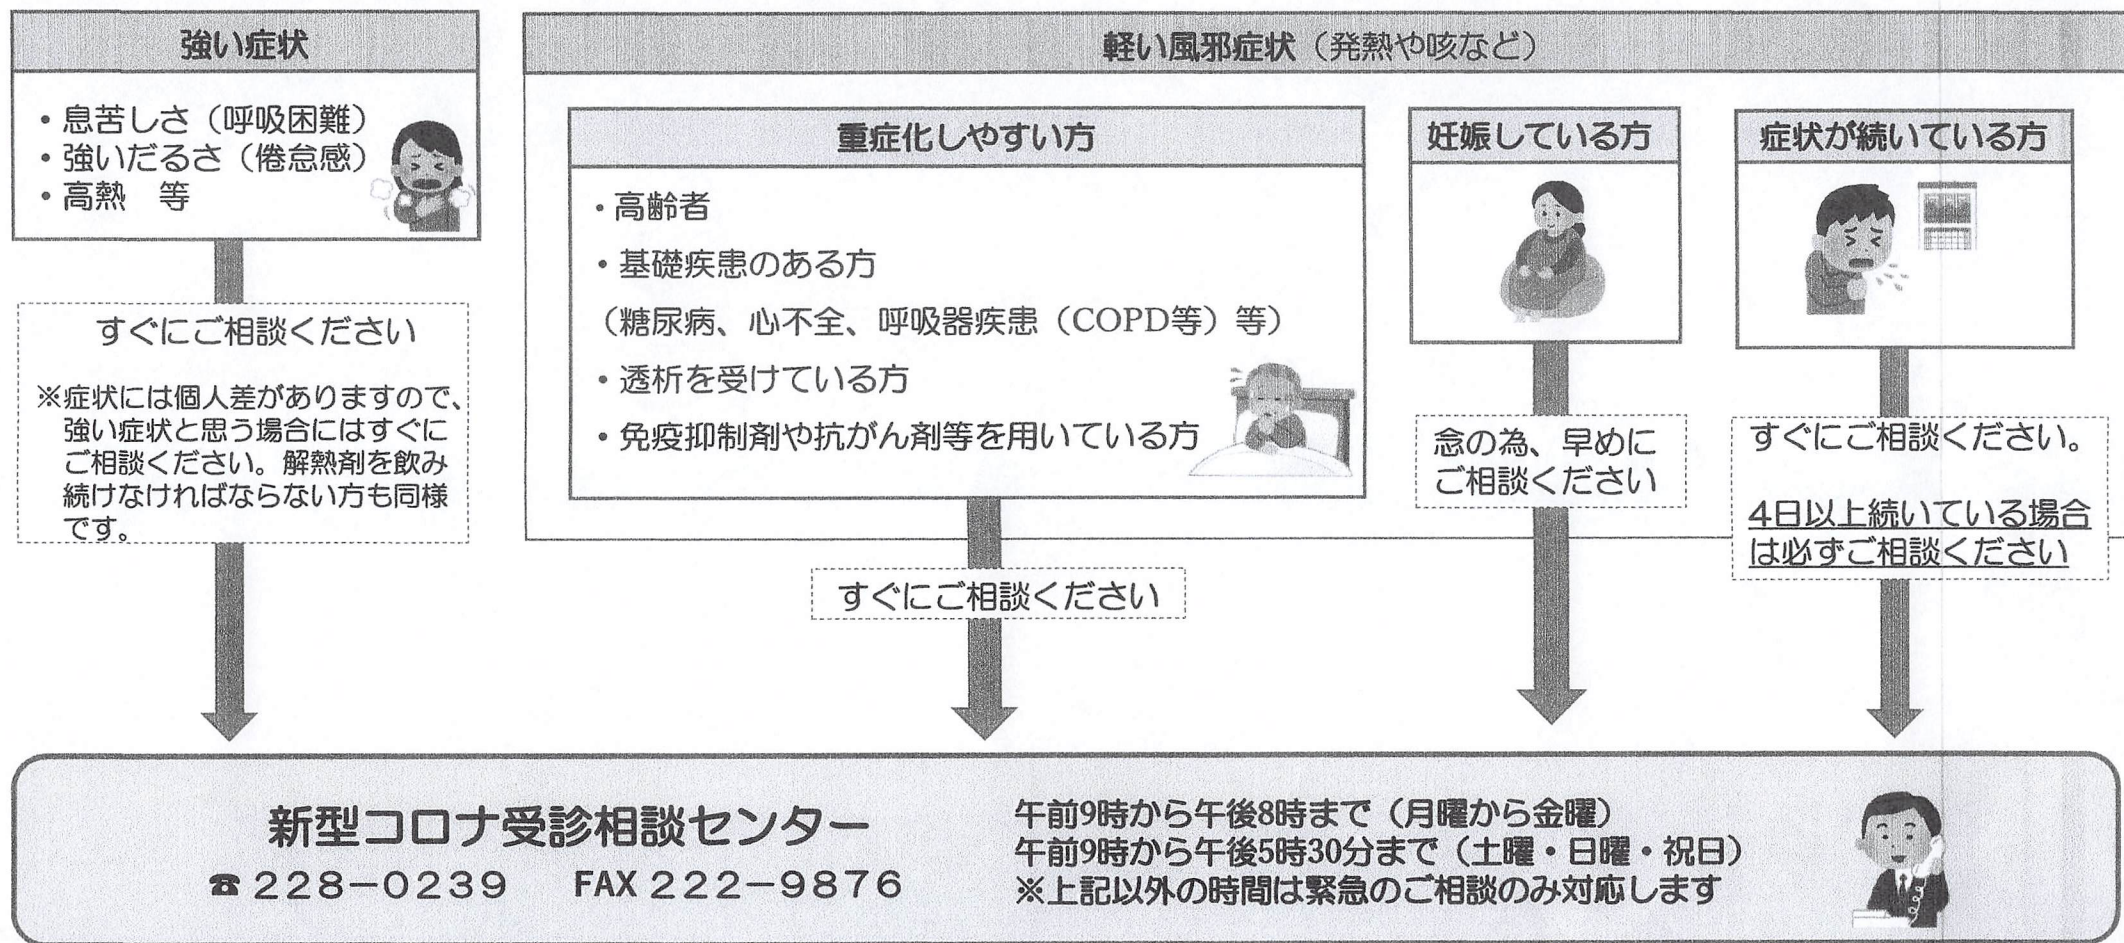 強い症状
・息苦しさ（呼吸困難）
・強いだるさ（倦怠感）
・高熱　等
すぐにご相談ください
※症状には個人差がありますので、
強い症状と思う場合にはすぐに
ご相談ください。解熱剤を飲み
続けなければならない方も同様
です。
軽い風邪症状（発熱や咳など）
重症化しやすい方
・高齢者
・基礎疾患のある方
（糖尿病、心不全、呼吸器疾患（COPD等）等）
・透析を受けている方
・免疫抑制剤や抗がん剤等を用いている方
すぐにご相談ください
妊娠している方
念の為、早めに
ご相談ください
症状が続いている方
すぐにご相談ください。
4日以上続いている場合
は必ずご相談ください
新型コロナ受診相談センター
☎228－0239　FAX 222－9876
午前9時から午後8時まで（月曜から金曜）
午前9時から午後5時30分まで（土曜・日曜・祝日）
※上記以外の時間は緊急のご相談のみ対応します